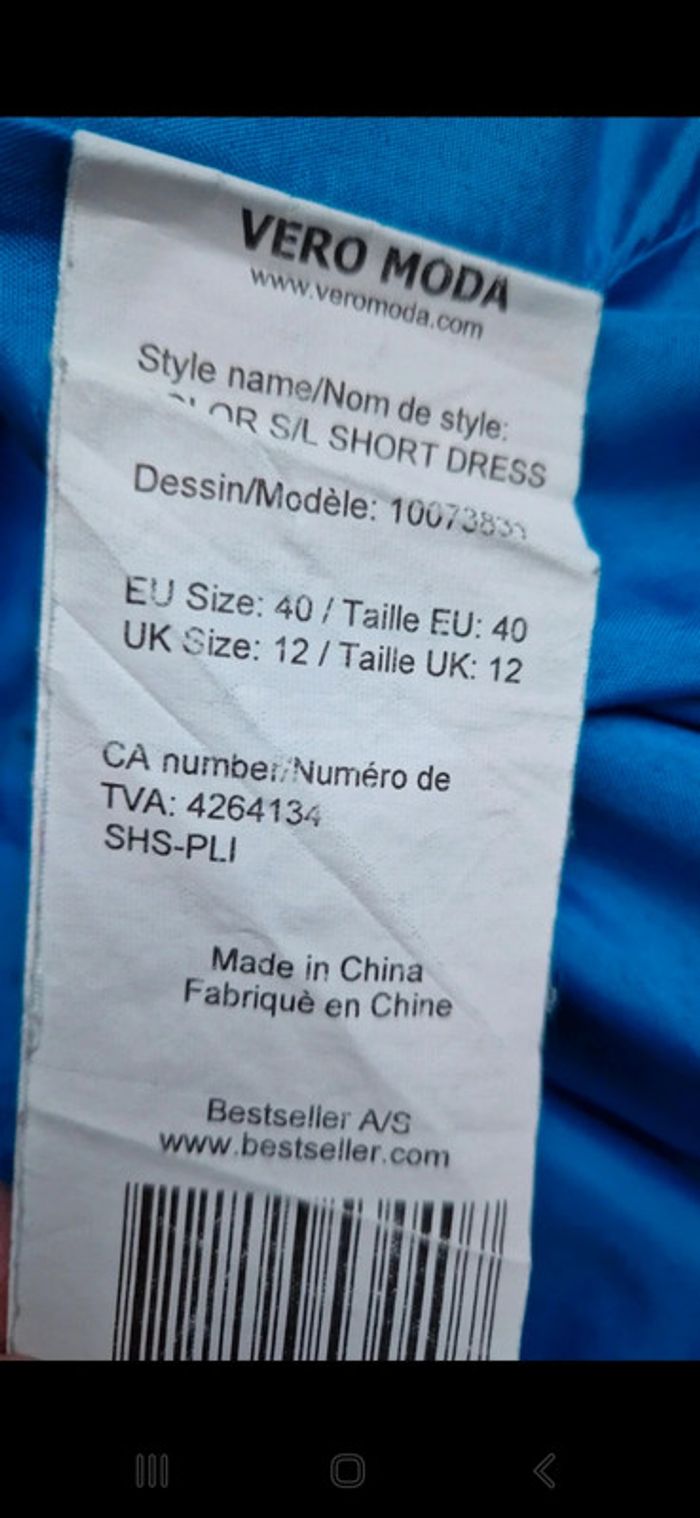 VERO MODA
www.veromoda.com
Style name/Nom de style:
S/L SHORT DRESS
Dessin/Modèle:
EU Size: 40 / Taille EU: 40
UK Size: 12 / Taille UK: 12
CA number/Numéro de
TVA: 4264134
SHS-PLI
Made in China
Fabriquè en Chine
Bestseller A/S
www.bestseller.com